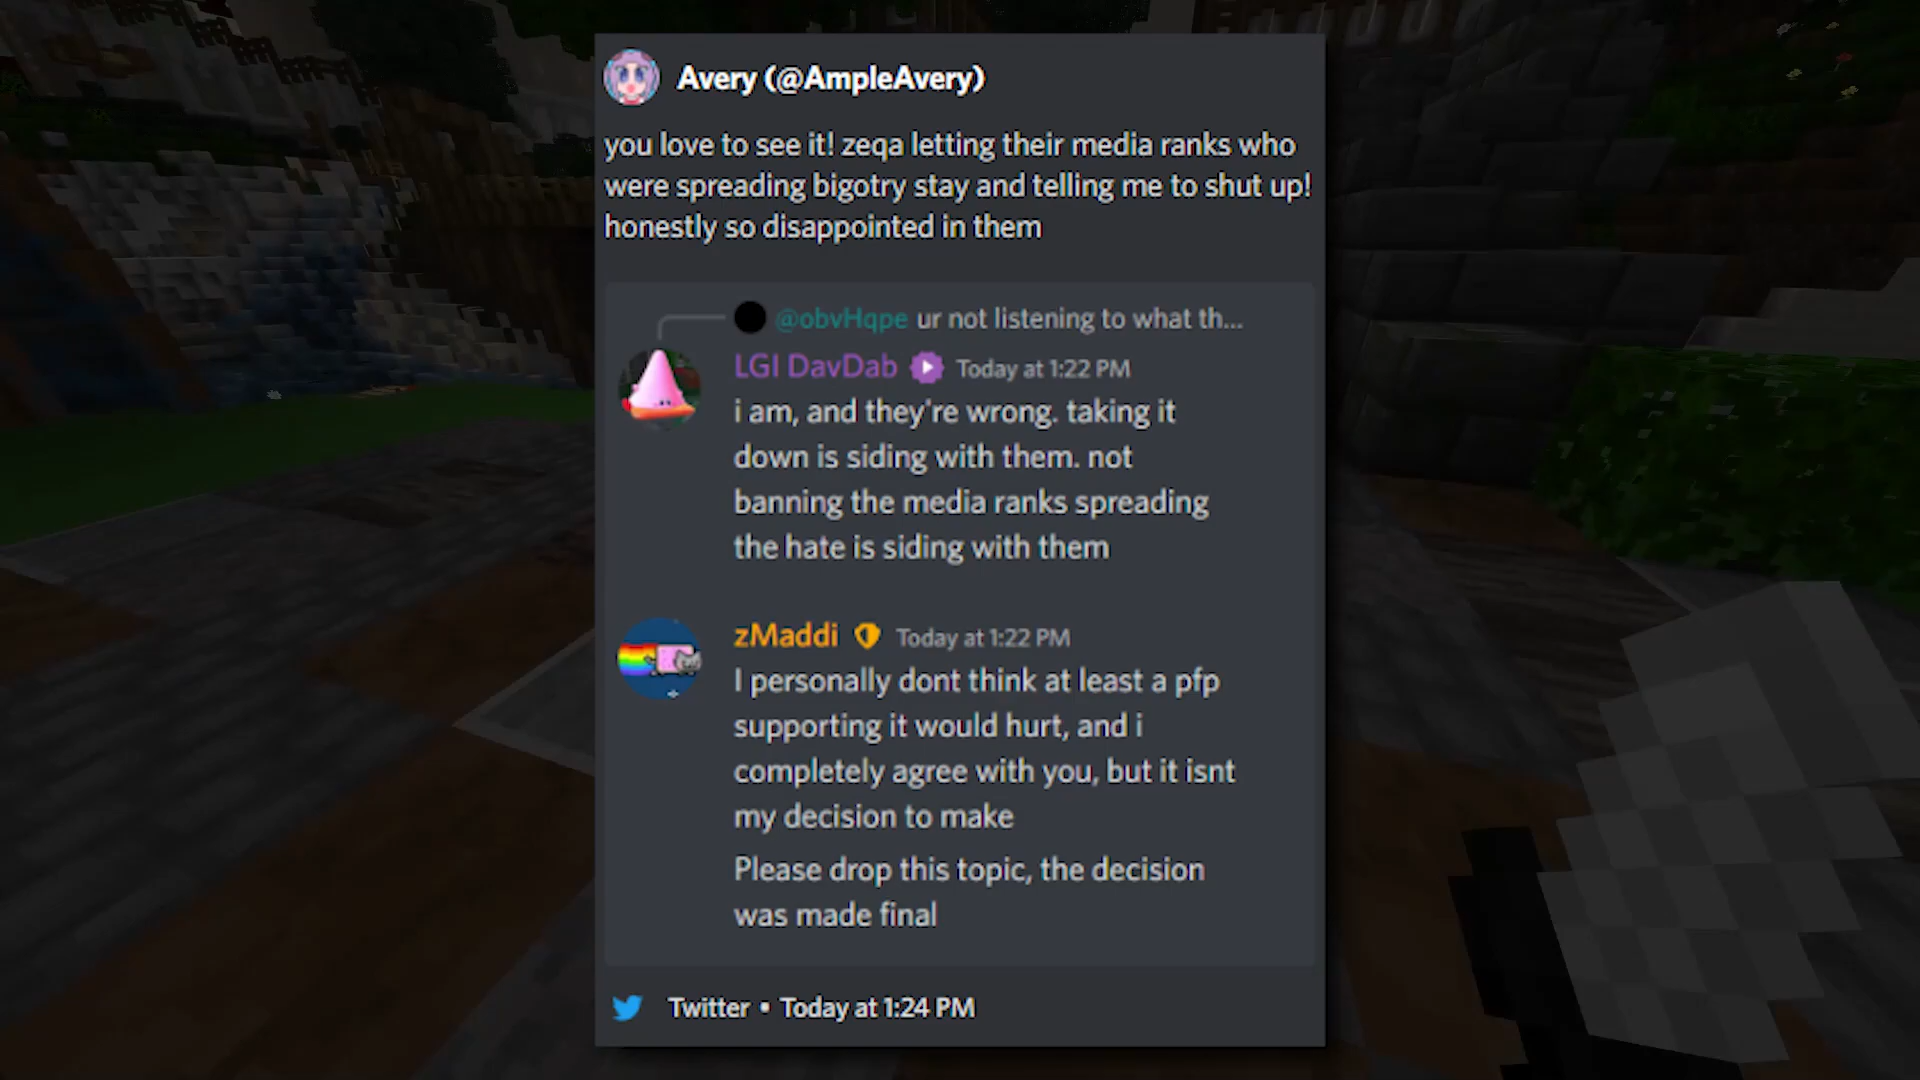 Avery (@AmpleAvery)
you love to see it! zeqa letting their media ranks who
were spreading bigotry stay and telling me to shut up!
honestly so disappointed in them
@obvHqpe ur not listening to what th...
LGI DavDab Today at 1:22 PM
i am, and they're wrong. taking it
down is siding with them. not
banning the media ranks spreading
the hate is siding with them
zMaddi Today at 1:22 PM
I personally dont think at least a pfp
supporting it would hurt, and i
completely agree with you, but it isnt
my decision to make
Please drop this topic, the decision
was made final
Twitter • Today at 1:24 PM